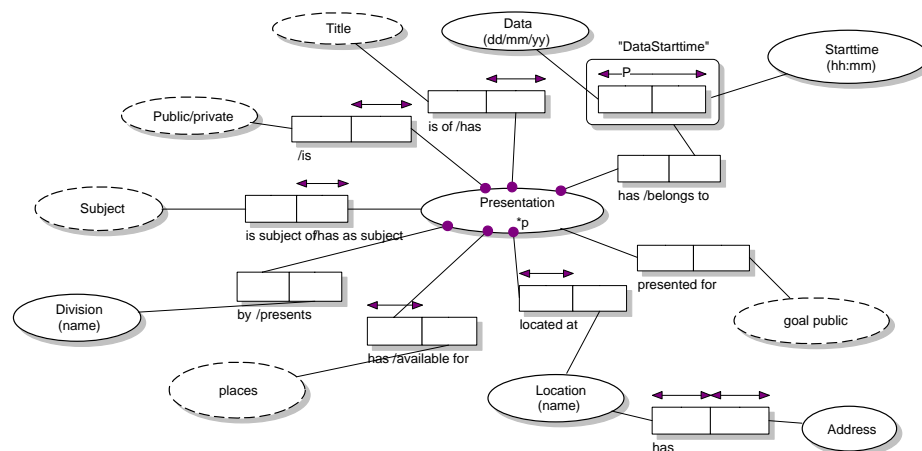 Title
Data
(dd/mm/yy)
"DataStarttime"
P
Starttime
(hh:mm)
Public/private
/is
is of /has
has /belongs to
Subject
is subject of/has as subject
Presentation
*p
Division
(name)
by /presents
has /available for
located at
presented for
goal public
places
Location
(name)
has
Address